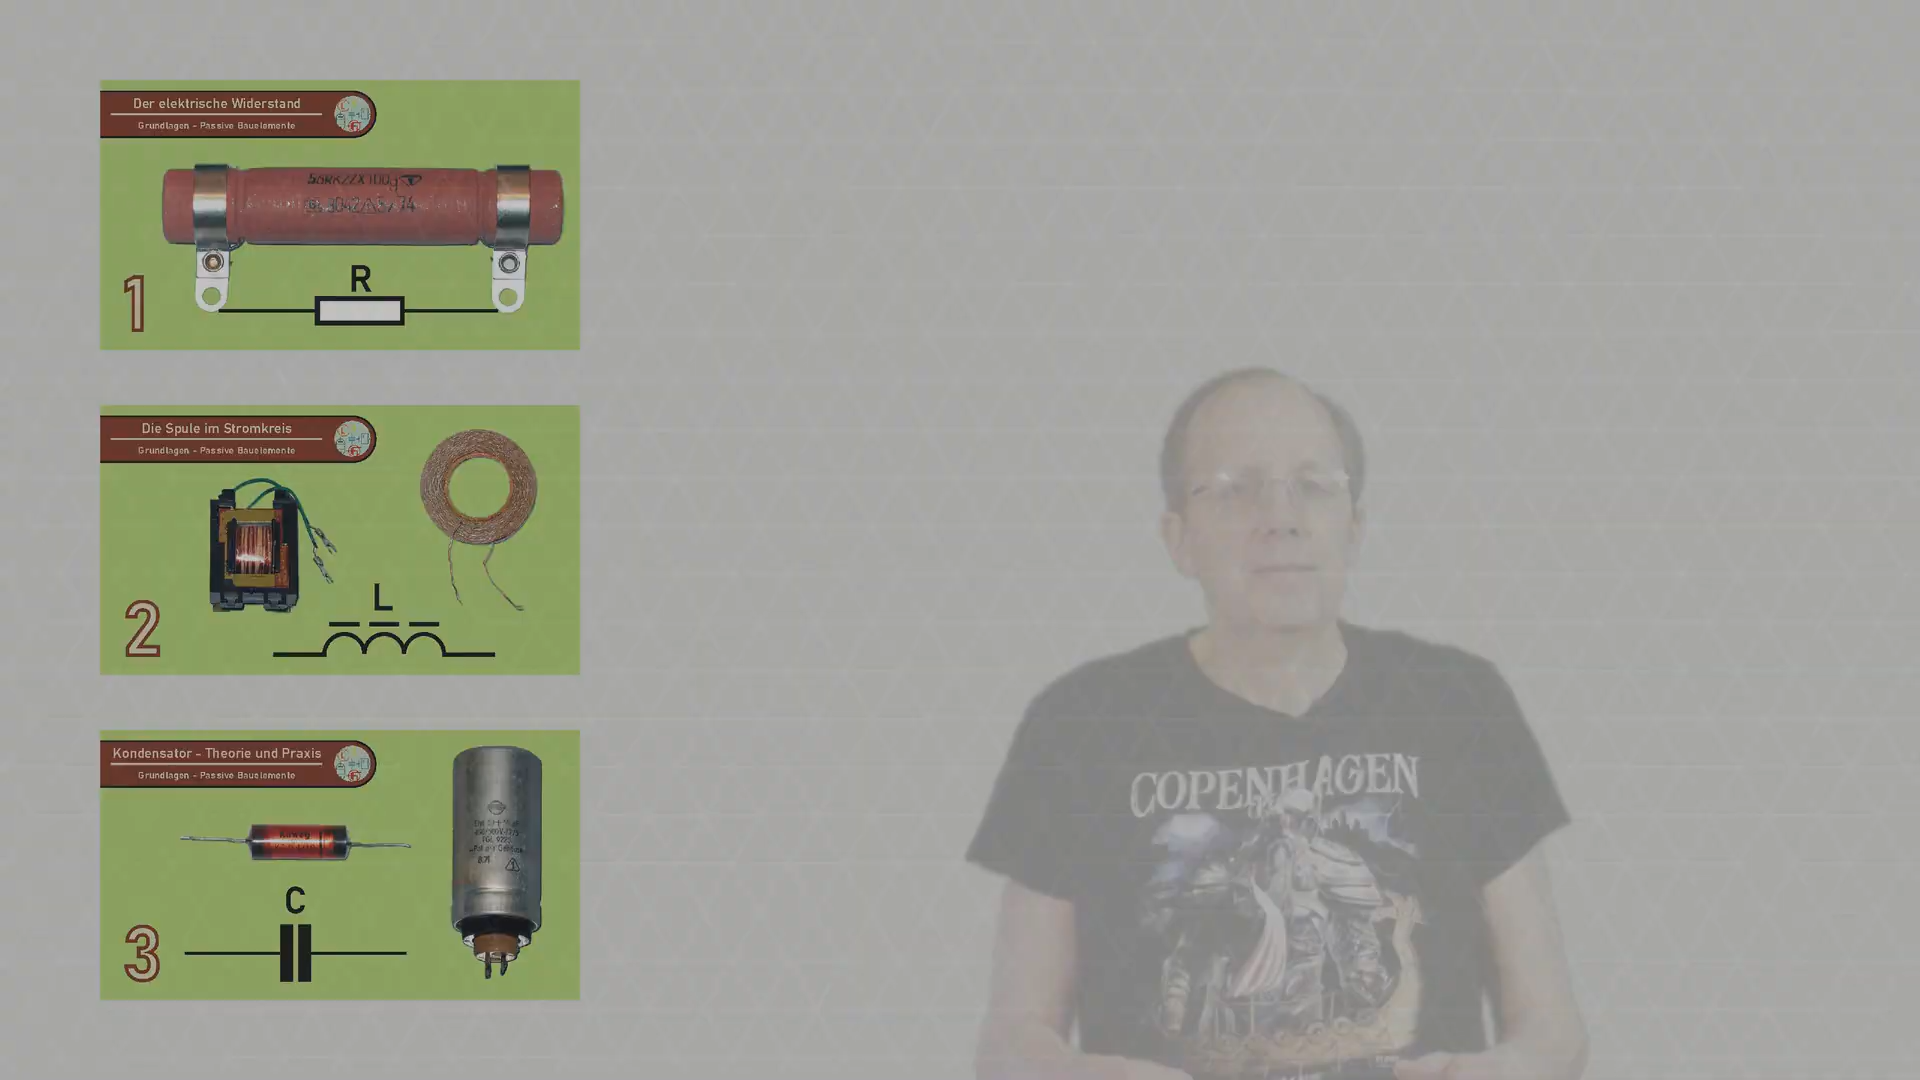 Der elektrische Widerstand
Grundlagen - Passive Bauelemente
R
1
Die Spule im Stromkreis
Grundlagen - Passive Bauelemente
L
2
Kondensator - Theorie und Praxis
Grundlagen - Passive Bauelemente
C
3
COPENHAGEN